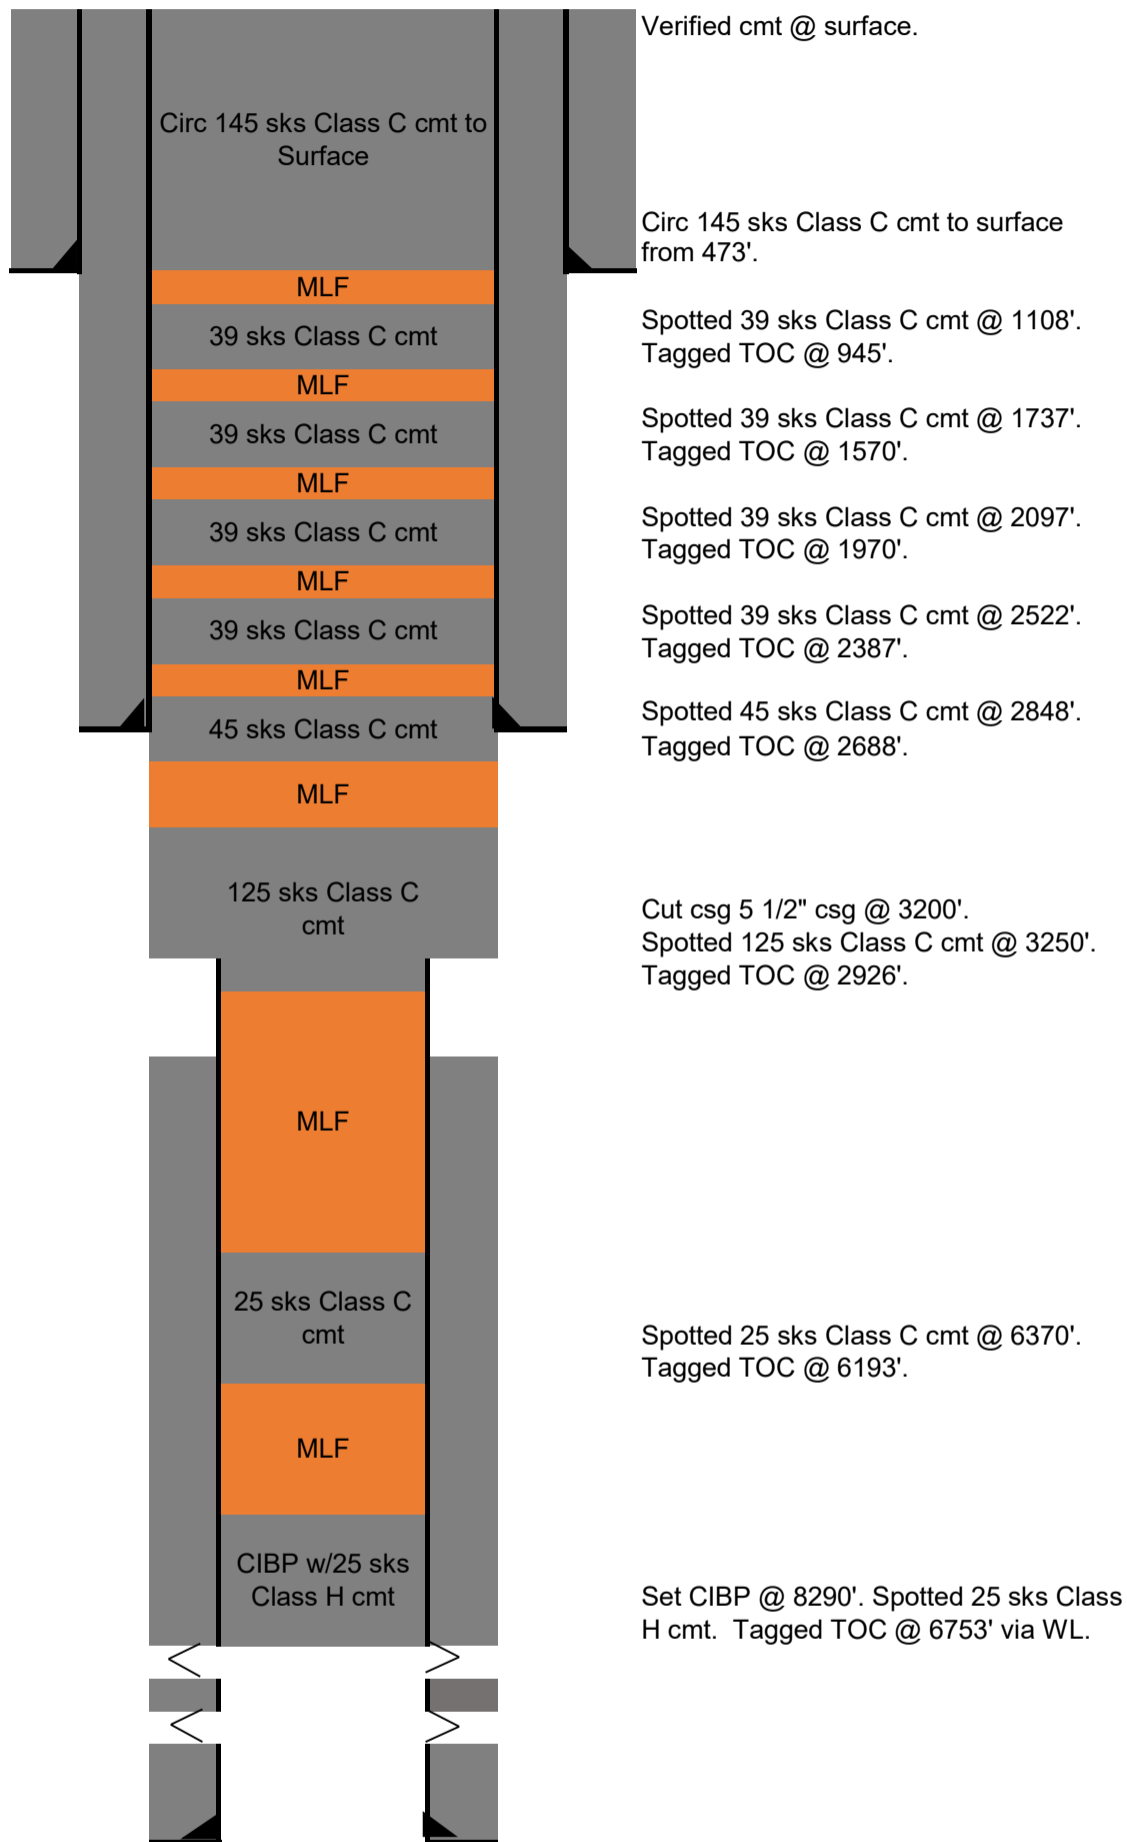 Verified cmt @ surface.
Circ 145 sks Class C cmt to
Surface
Circ 145 sks Class C cmt to surface
from 473'.
MLF
39 sks Class C cmt
Spotted 39 sks Class C cmt @ 1108'.
Tagged TOC @ 945'.
MLF
39 sks Class C cmt
Spotted 39 sks Class C cmt @ 1737'.
Tagged TOC @ 1570'.
MLF
39 sks Class C cmt
Spotted 39 sks Class C cmt @ 2097'.
Tagged TOC @ 1970'.
MLF
39 sks Class C cmt
Spotted 39 sks Class C cmt @ 2522'.
Tagged TOC @ 2387'.
MLF
45 sks Class C cmt
Spotted 45 sks Class C cmt @ 2848'.
Tagged TOC @ 2688'.
MLF
125 sks Class C
cmt
Cut csg 5 1/2" csg @ 3200'.
Spotted 125 sks Class C cmt @ 3250'.
Tagged TOC @ 2926'.
MLF
25 sks Class C
cmt
Spotted 25 sks Class C cmt @ 6370'.
Tagged TOC @ 6193'.
MLF
CIBP w/25 sks
Class H cmt
Set CIBP @ 8290'. Spotted 25 sks Class
H cmt.  Tagged TOC @ 6753' via WL.